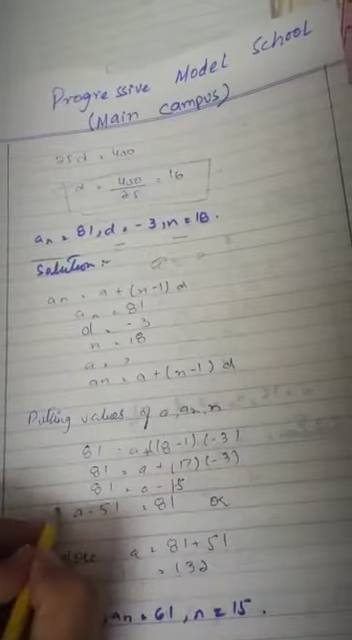 Progressive Model School
(Main campus)
25d = 400
d = 400/25 = 16
an = 81, d = -3, n = 18.
Solution:-
an = a + (n-1) d
an = 81
d = -3
n = 18
a = ?
an = a + (n-1) d
Putting values of a, an, n
81 = a + (18-1) (-3)
81 = a + (17) (-3)
81 = a - 15
a - 51 = 81 or
a = 81 + 51
= 132
an = 61, n = 15.